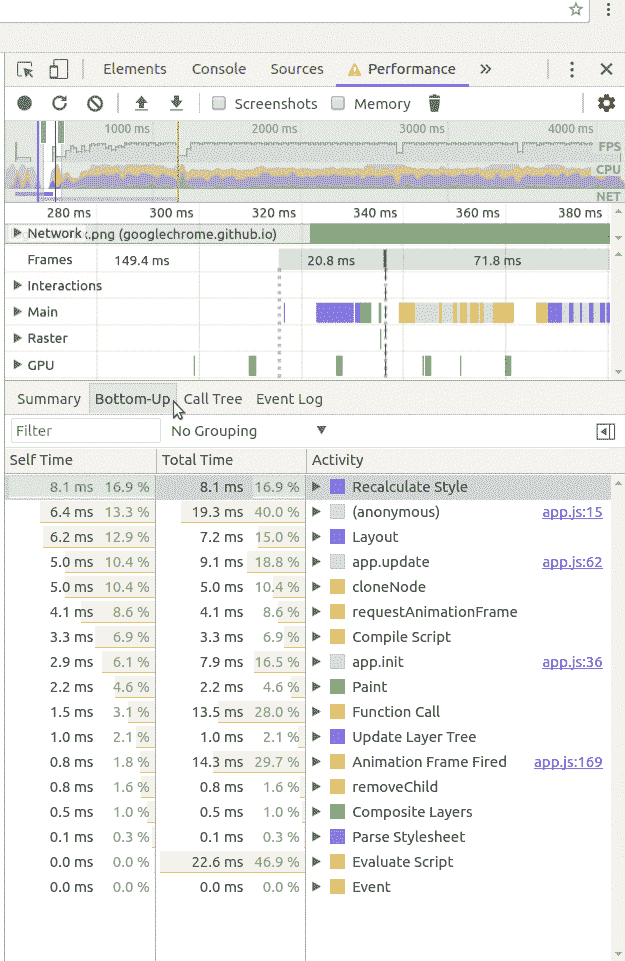 Elements Console Sources Performance »
Screenshots Memory
1000 ms 2000 ms 3000 ms 4000 ms
FPS
CPU
NET
280 ms 300 ms 320 ms 340 ms 360 ms 380 ms
Network :.png (googlechrome.github.io)
Frames 149.4 ms 20.8 ms 71.8 ms
Interactions
Main
Raster
GPU
Summary Bottom-Up Call Tree Event Log
Filter No Grouping
Self Time Total Time Activity
8.1 ms 16.9 % 8.1 ms 16.9 % Recalculate Style
6.4 ms 13.3 % 19.3 ms 40.0 % (anonymous) app.js:15
6.2 ms 12.9 % 7.2 ms 15.0 % Layout
5.0 ms 10.4 % 9.1 ms 18.8 % app.update app.js:62
5.0 ms 10.4 % 5.0 ms 10.4 % cloneNode
4.1 ms 8.6 % 4.1 ms 8.6 % requestAnimationFrame
3.3 ms 6.9 % 3.3 ms 6.9 % Compile Script
2.9 ms 6.1 % 7.9 ms 16.5 % app.init app.js:36
2.2 ms 4.6 % 2.2 ms 4.6 % Paint
1.5 ms 3.1 % 13.5 ms 28.0 % Function Call
1.0 ms 2.1 % 1.0 ms 2.1 % Update Layer Tree
0.8 ms 1.8 % 14.3 ms 29.7 % Animation Frame Fired app.js:169
0.8 ms 1.6 % 0.8 ms 1.6 % removeChild
0.5 ms 1.0 % 0.5 ms 1.0 % Composite Layers
0.1 ms 0.3 % 0.1 ms 0.3 % Parse Stylesheet
0.0 ms 0.0 % 22.6 ms 46.9 % Evaluate Script
0.0 ms 0.0 % 0.0 ms 0.0 % Event